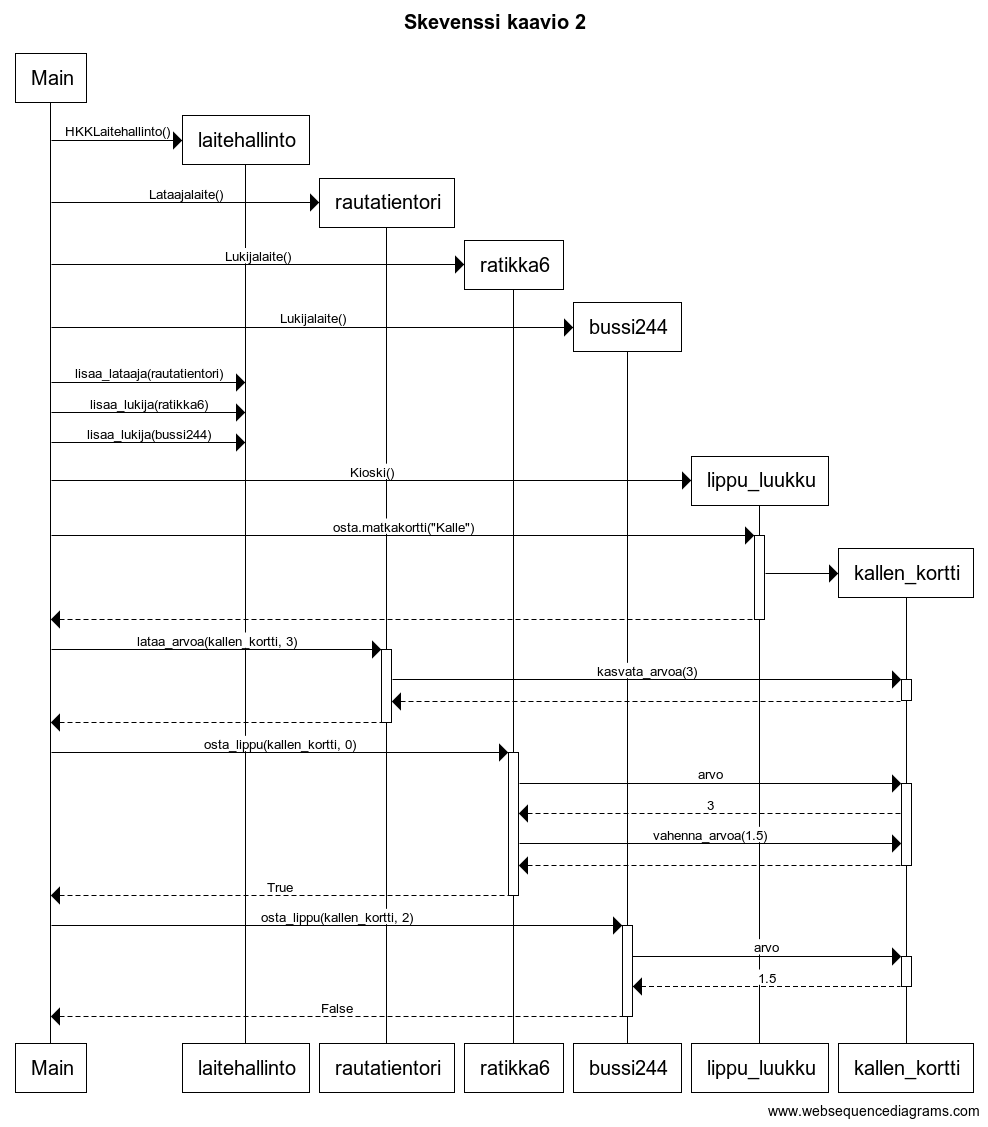 Skevenssi kaavio 2
Main
HKKLaitehallinto()
laitehallinto
Lataajalaite()
rautatientori
Lukijalaite()
ratikka6
Lukijalaite()
bussi244
lisaa_lataaja(rautatientori)
lisaa_lukija(ratikka6)
lisaa_lukija(bussi244)
Kioski()
lippu_luukku
osta.matkakortti("Kalle")
kallen_kortti
lataa_arvoa(kallen_kortti, 3)
kasvata_arvoa(3)
osta_lippu(kallen_kortti, 0)
arvo
3
vahenna_arvoa(1.5)
True
osta_lippu(kallen_kortti, 2)
arvo
1.5
False
Main laitehallinto rautatientori ratikka6 bussi244 lippu_luukku kallen_kortti
www.websequencediagrams.com